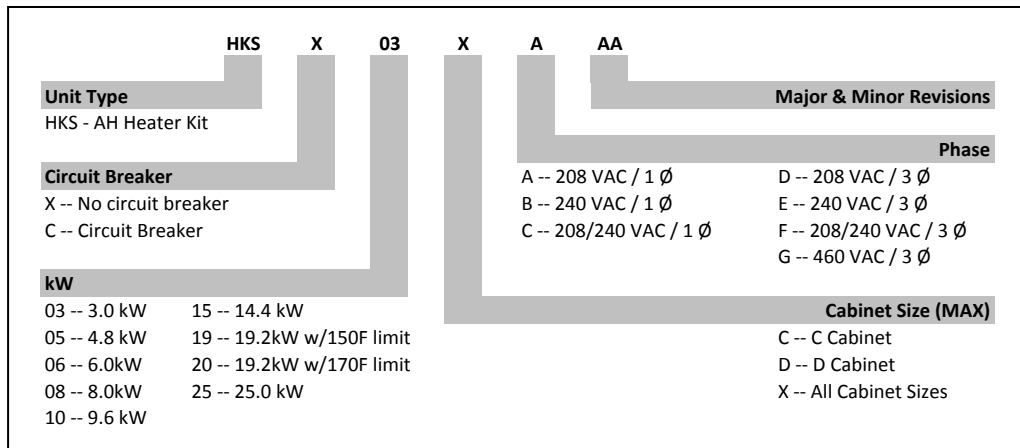 HKS X 03 X A AA
Unit Type
HKS - AH Heater Kit
Circuit Breaker
X -- No circuit breaker
C -- Circuit Breaker
kW
03 -- 3.0 kW
05 -- 4.8 kW
06 -- 6.0kW
08 -- 8.0kW
10 -- 9.6 kW
15 -- 14.4 kW
19 -- 19.2kW w/150F limit
20 -- 19.2kW w/170F limit
25 -- 25.0 kW
Major & Minor Revisions
Phase
A -- 208 VAC / 1 Ø
B -- 240 VAC / 1 Ø
C -- 208/240 VAC / 1 Ø
D -- 208 VAC / 3 Ø
E -- 240 VAC / 3 Ø
F -- 208/240 VAC / 3 Ø
G -- 460 VAC / 3 Ø
Cabinet Size (MAX)
C -- C Cabinet
D -- D Cabinet
X -- All Cabinet Sizes